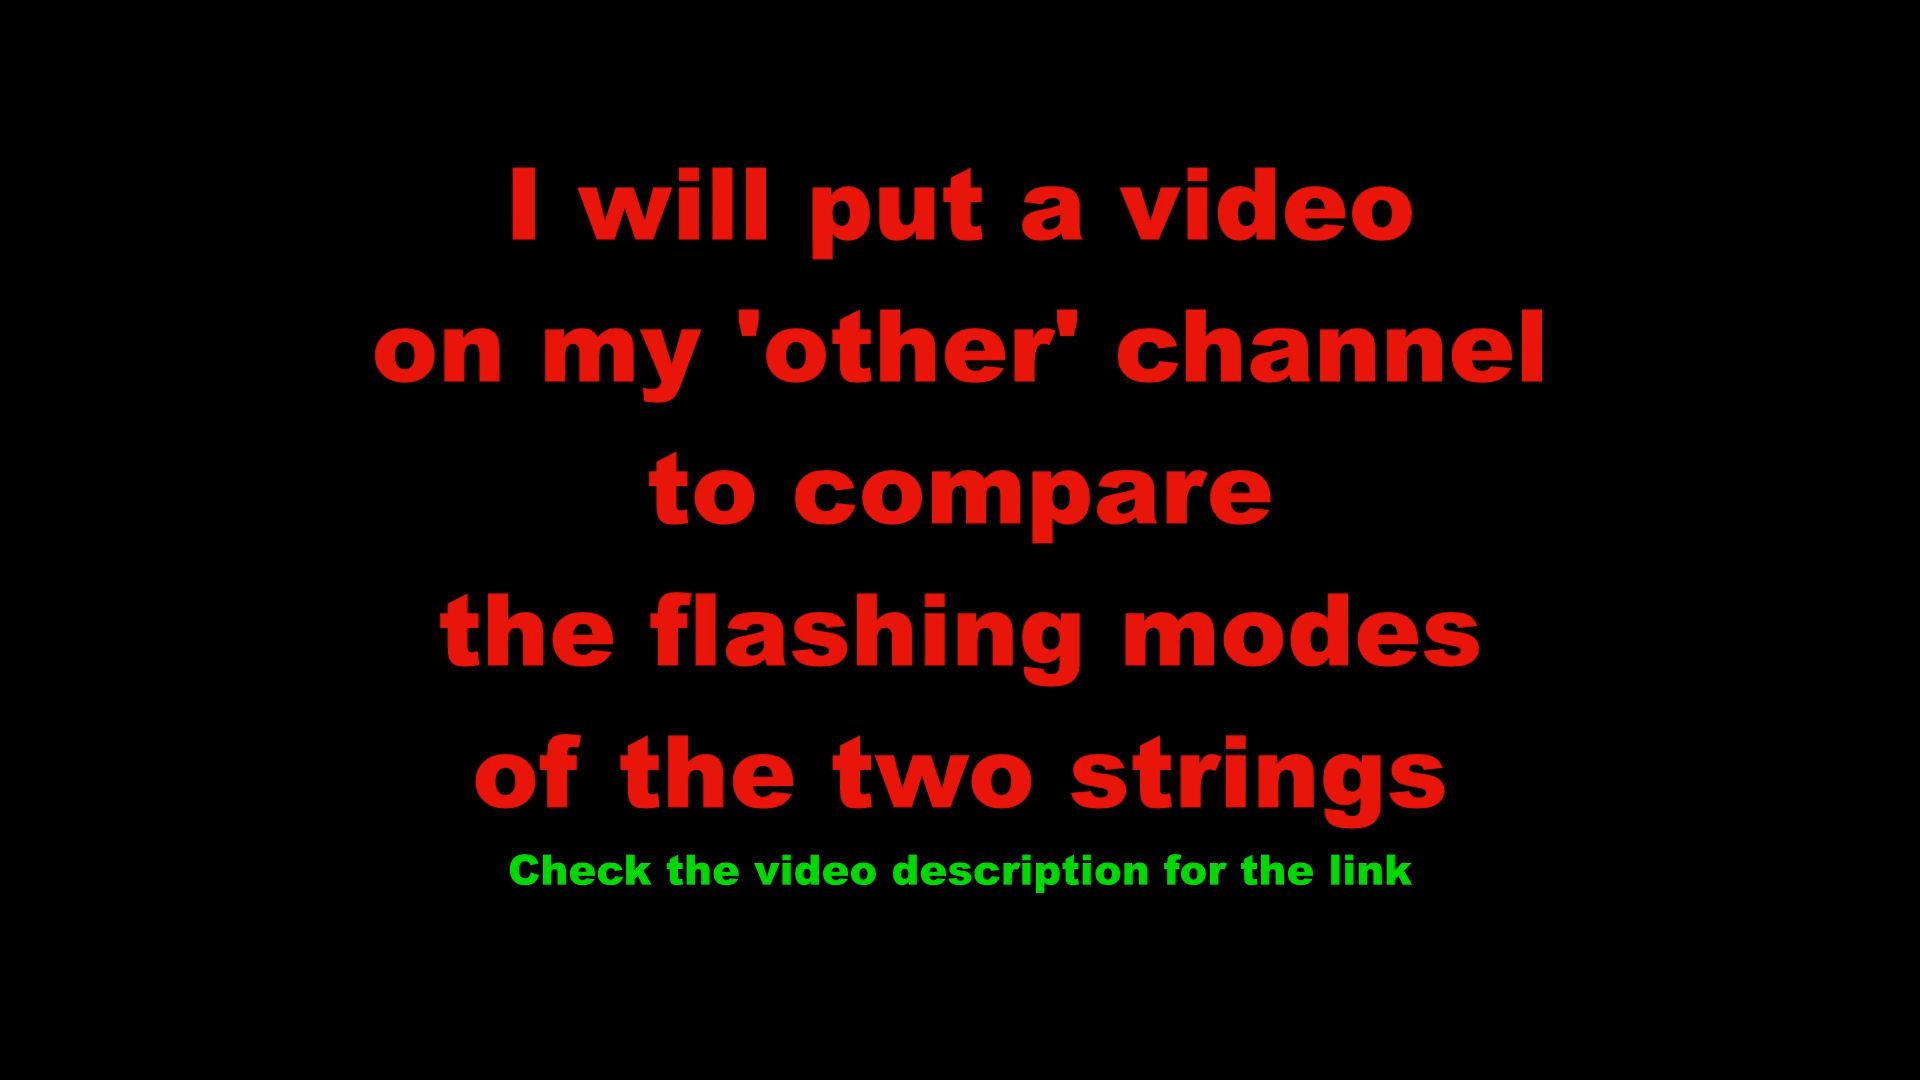 I will put a video
on my 'other' channel
to compare
the flashing modes
of the two strings
Check the video description for the link